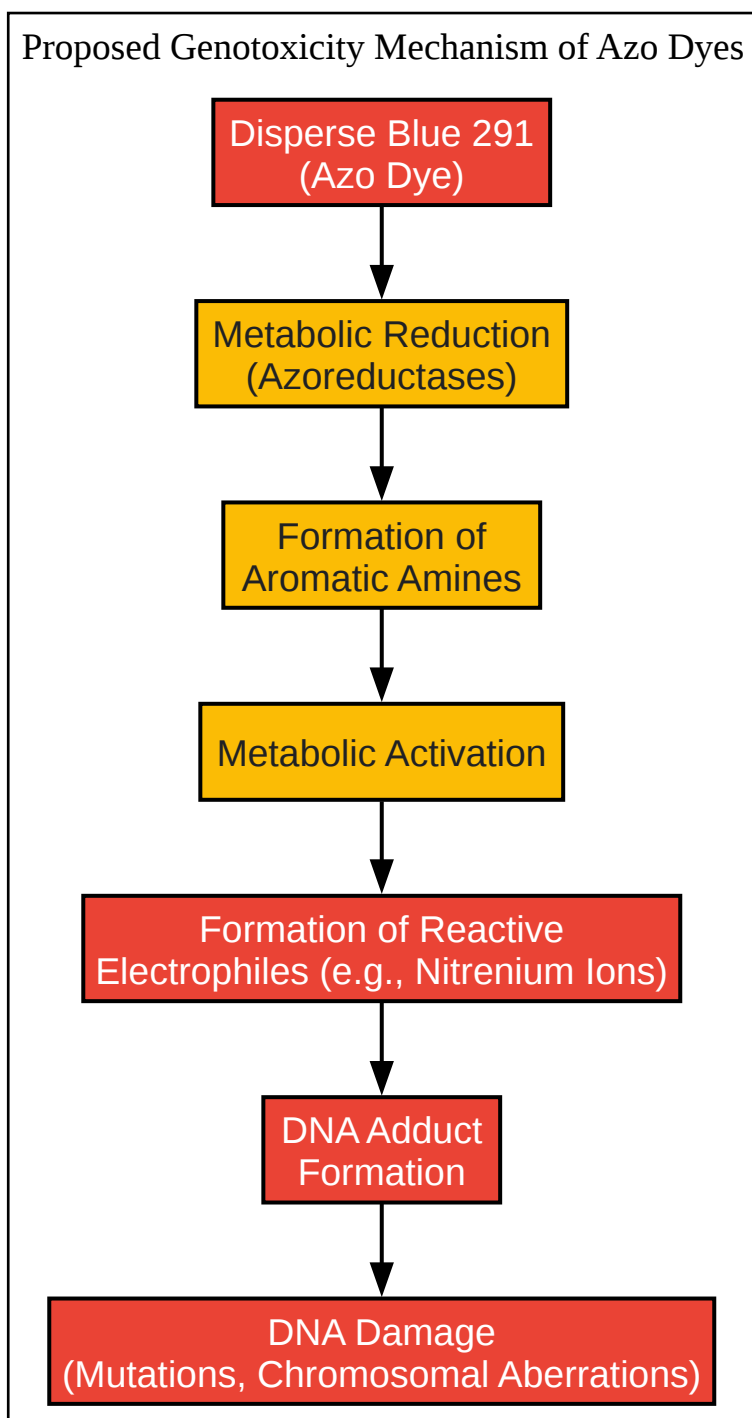 Proposed Genotoxicity Mechanism of Azo Dyes
Disperse Blue 291
(Azo Dye)
Metabolic Reduction
(Azoreductases)
Formation of
Aromatic Amines
Metabolic Activation
Formation of Reactive
Electrophiles (e.g., Nitrenium Ions)
DNA Adduct
Formation
DNA Damage
(Mutations, Chromosomal Aberrations)